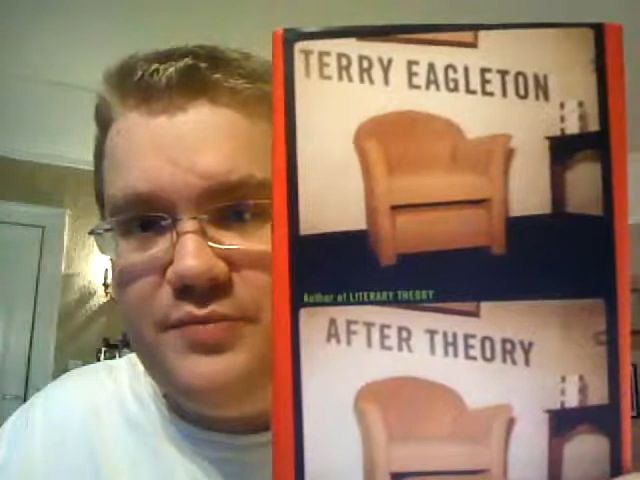 TERRY EAGLETON
Author of LITERARY THEORY
AFTER THEORY